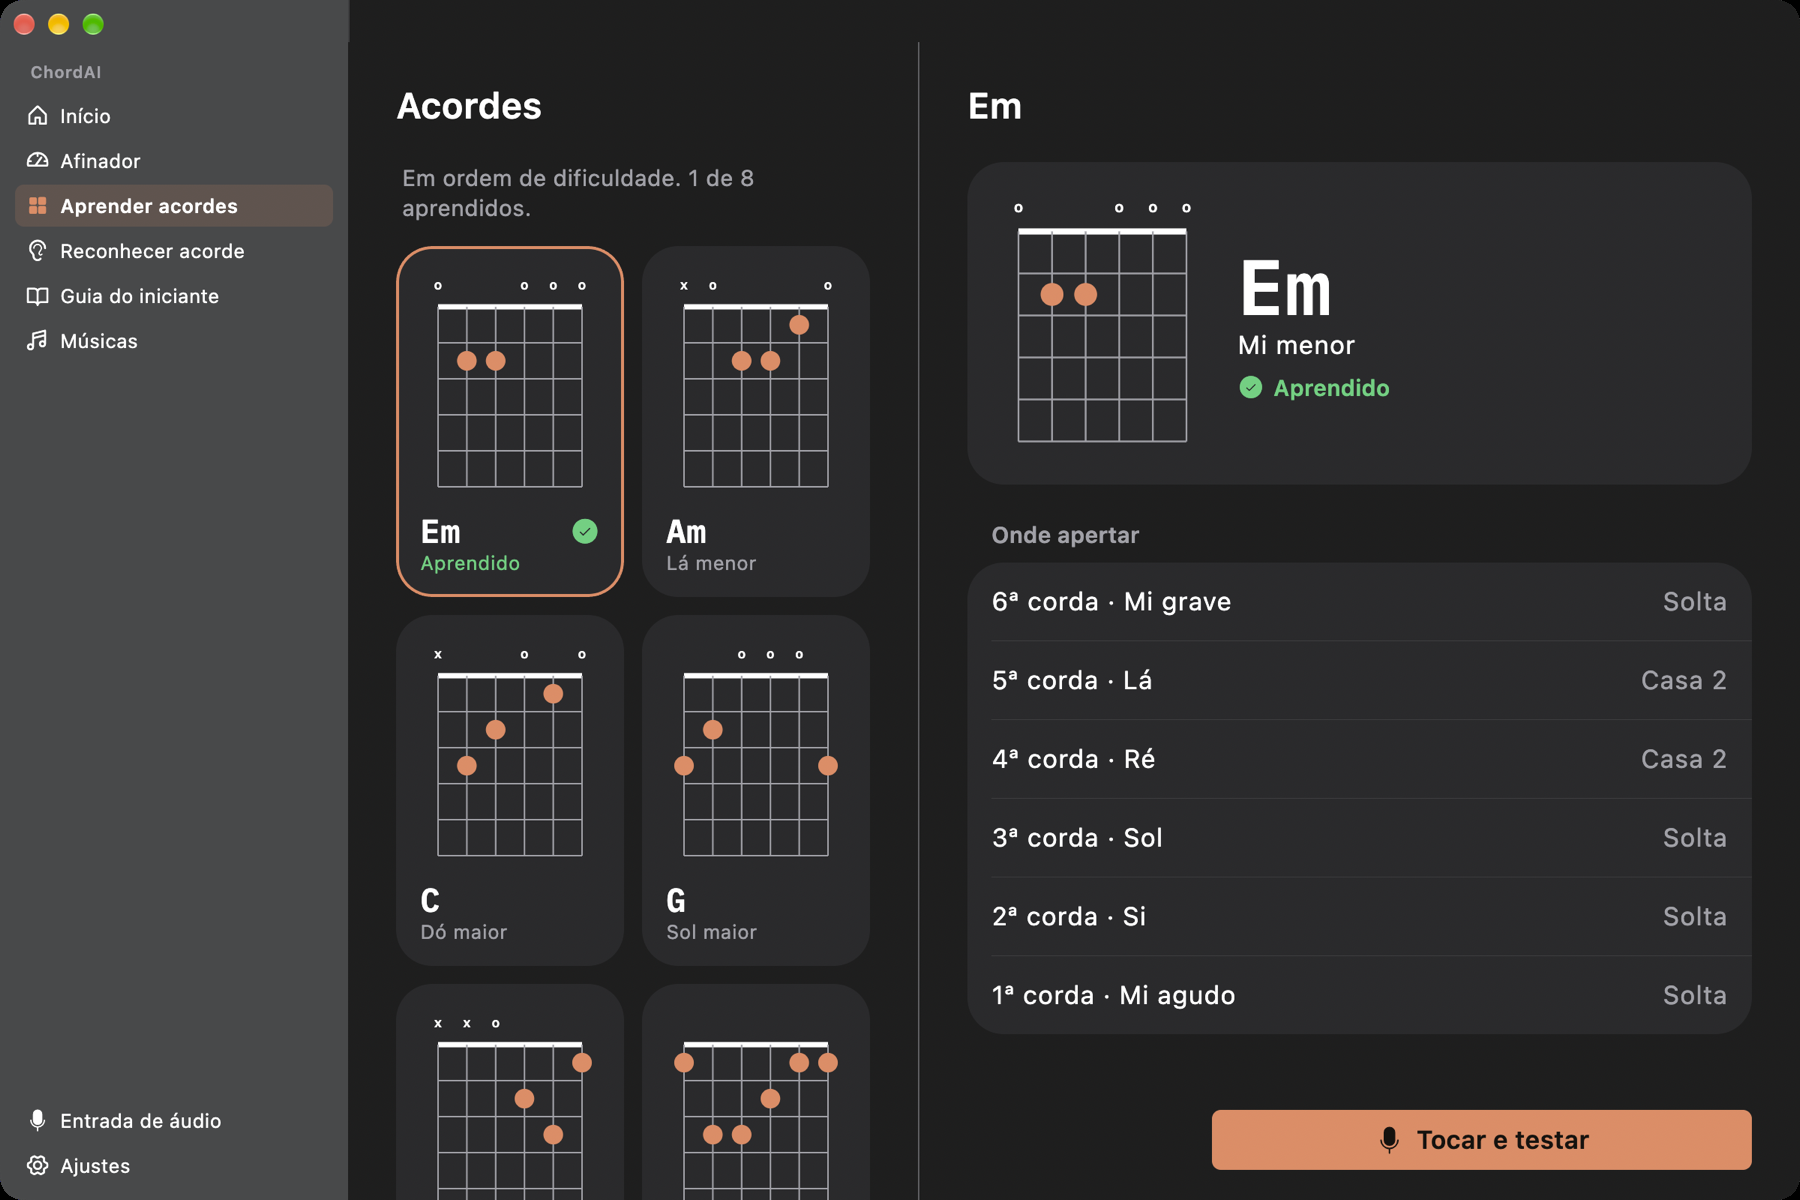 ChordAI
Início
Afinador
Aprender acordes
Reconhecer acorde
Guia do iniciante
Músicas
Entrada de áudio
Ajustes
Acordes
Em ordem de dificuldade. 1 de 8
aprendidos.
o o o o
Em
Aprendido
x o o
Am
Lá menor
x o o
C
Dó maior
o o o
G
Sol maior
x x o
Em
o o o o
Em
Mi menor
Aprendido
Onde apertar
6ª corda · Mi grave Solta
5ª corda · Lá Casa 2
4ª corda · Ré Casa 2
3ª corda · Sol Solta
2ª corda · Si Solta
1ª corda · Mi agudo Solta
Tocar e testar